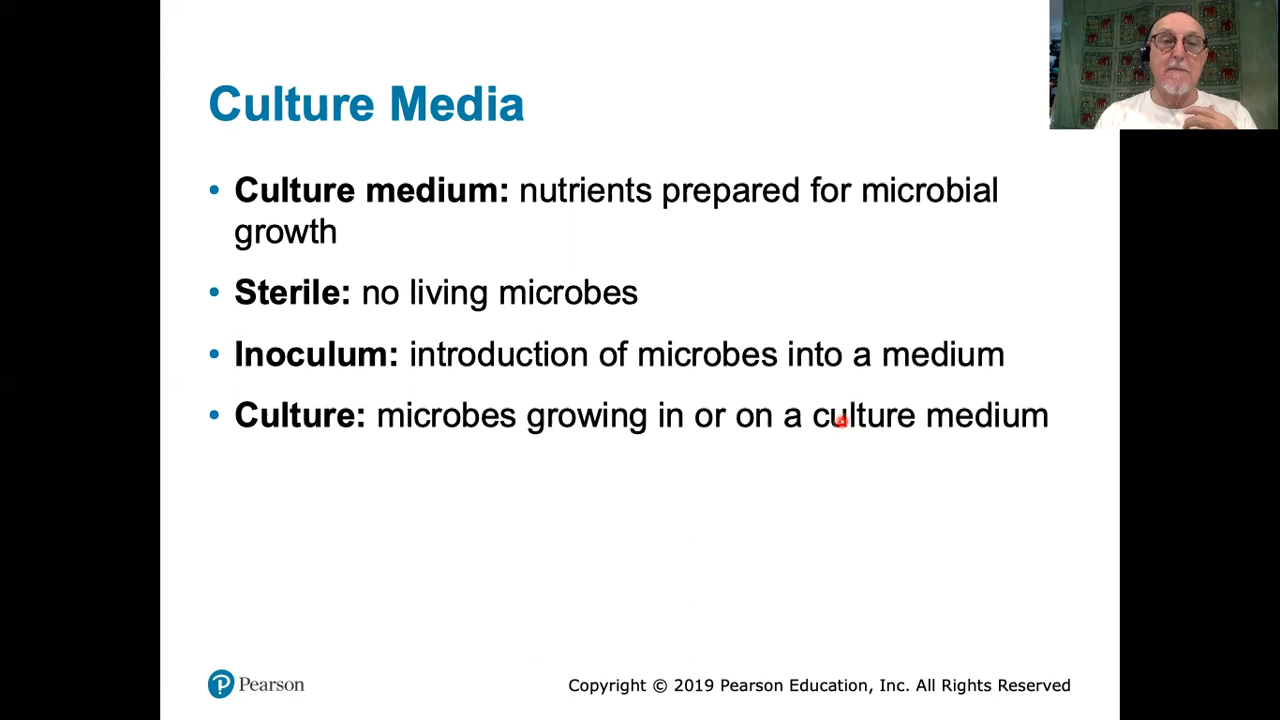 Culture Media
• Culture medium: nutrients prepared for microbial
growth
• Sterile: no living microbes
• Inoculum: introduction of microbes into a medium
• Culture: microbes growing in or on a culture medium
Pearson
Copyright © 2019 Pearson Education, Inc. All Rights Reserved